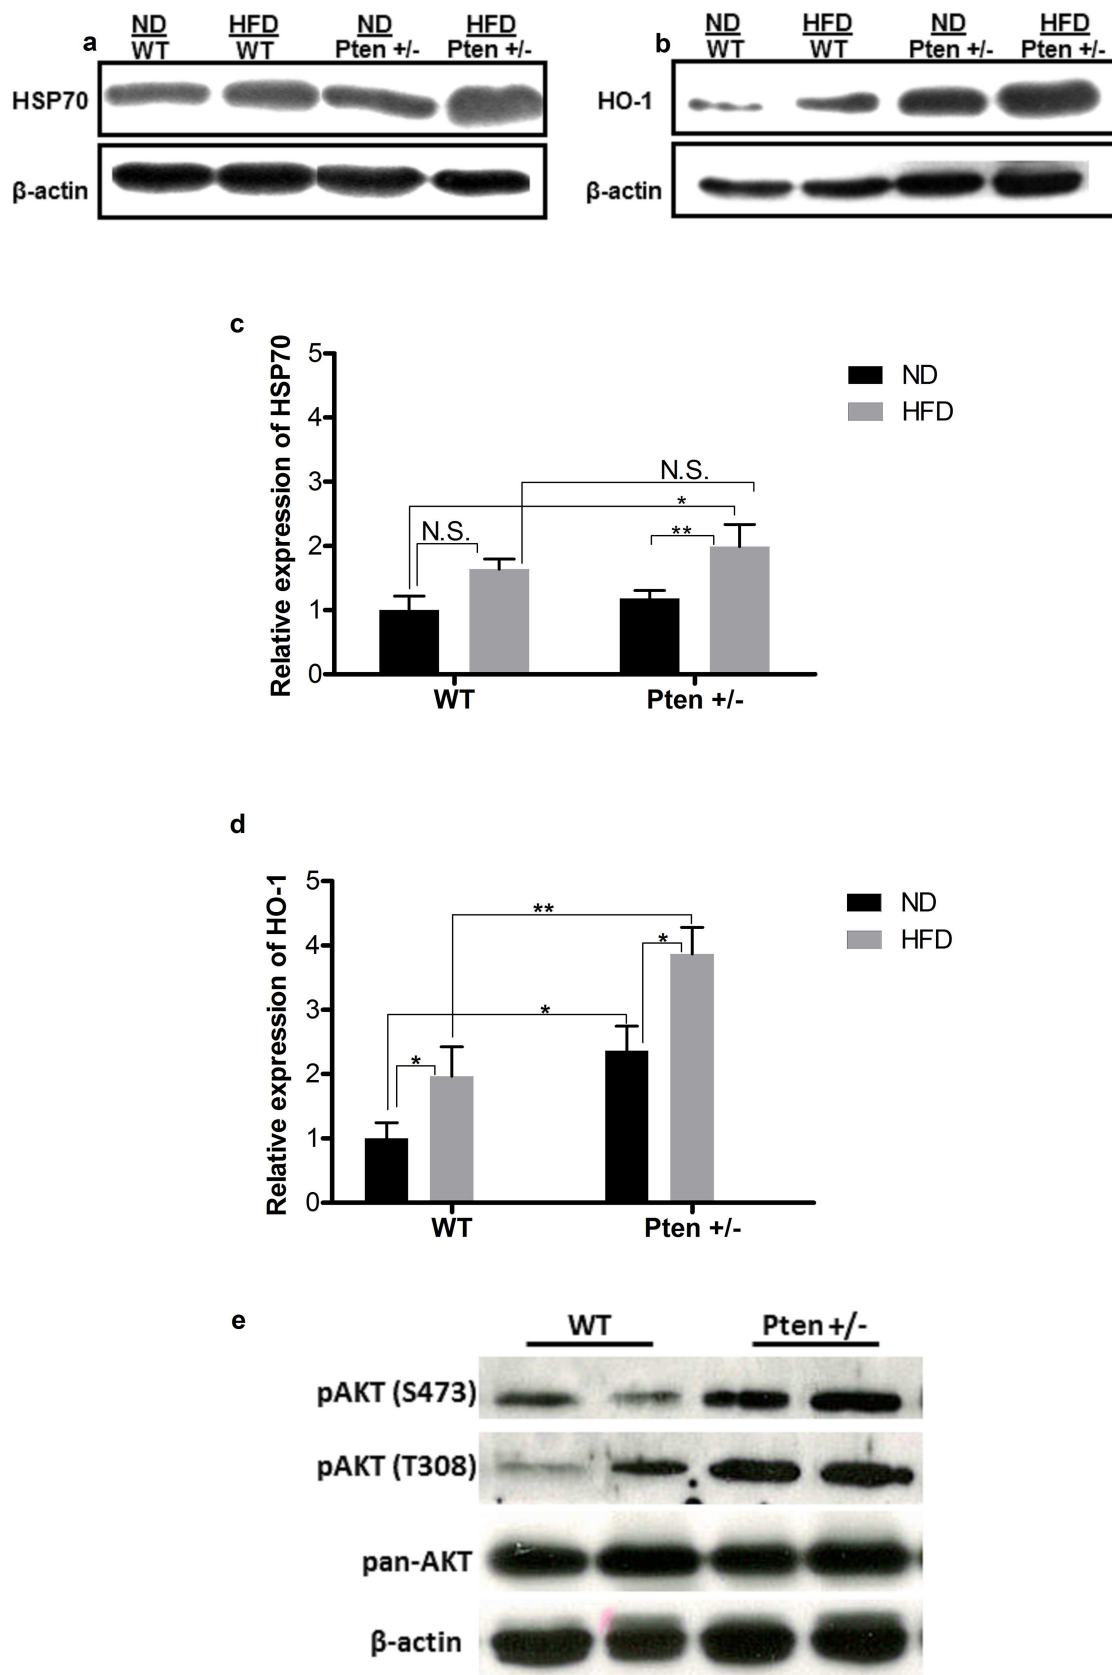 a
ND HFD ND HFD
WT WT Pten +/- Pten +/-
HSP70
β-actin
b
ND HFD ND HFD
WT WT Pten +/- Pten +/-
HO-1
β-actin
c
Relative expression of HSP70
5
4
3
2
1
0
N.S.
N.S.
*
**
WT Pten +/-
ND
HFD
d
Relative expression of HO-1
5
4
3
2
1
0
**
*
*
*
WT Pten +/-
ND
HFD
e
WT Pten +/-
pAKT (S473)
pAKT (T308)
pan-AKT
β-actin